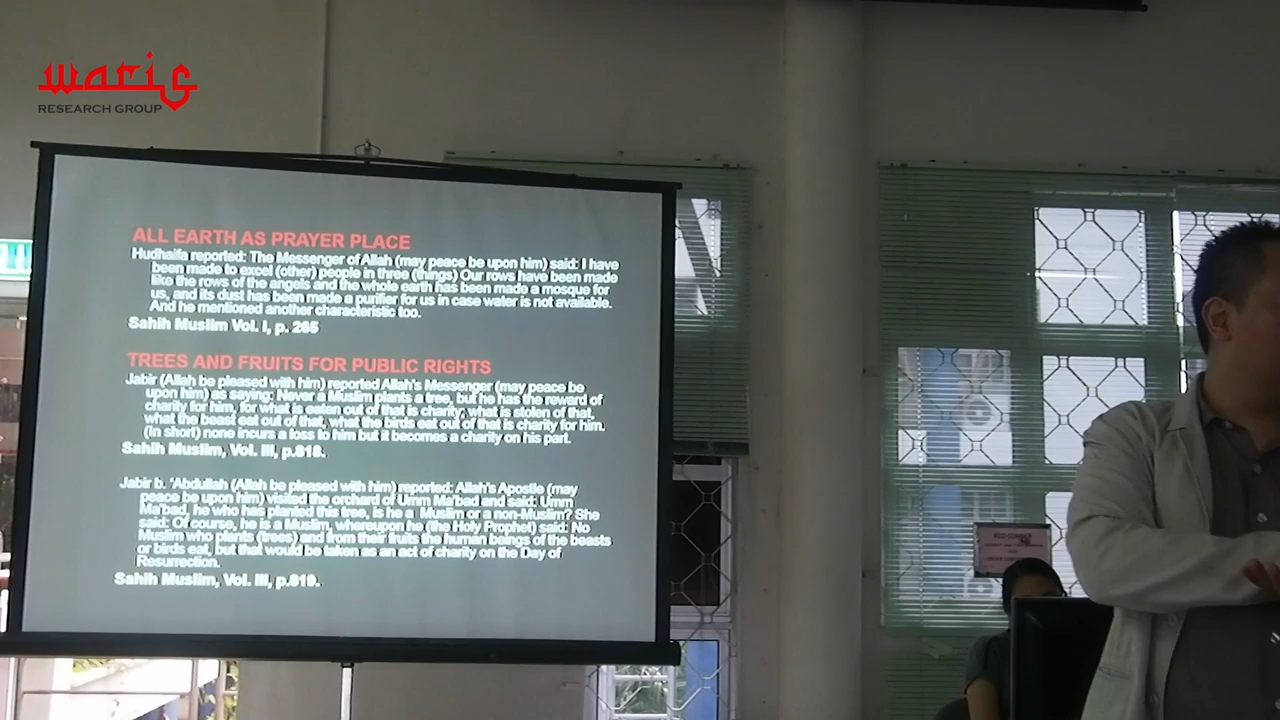 waris
RESEARCH GROUP
ALL EARTH AS PRAYER PLACE
Hudhaifa reported: The Messenger of Allah (may peace be upon him) said: I have
been made to excel (other) people in three (things) Our rows have been made
like the rows of the angels and the whole earth has been made a mosque for
us, and its dust has been made a purifier for us in case water is not available.
And he mentioned another characteristic too.
Sahih Muslim Vol. I, p. 265
TREES AND FRUITS FOR PUBLIC RIGHTS
Jabir (Allah be pleased with him) reported Allah's Messenger (may peace be
upon him) as saying: Never a Muslim plants a tree, but he has the reward of
charity for him, for what is eaten out of that is charity; what is stolen of that,
what the beast eat out of that, what the birds eat out of that is charity for him.
(In short) none incurs a loss to him but it becomes a charity on his part.
Sahih Muslim, Vol. III, p.818.
Jabir b. 'Abdullah (Allah be pleased with him) reported: Allah's Apostle (may
peace be upon him) visited the orchard of Umm Ma'bad and said: Umm
Ma'bad, he who has planted this tree, is he a Muslim or a non-Muslim? She
said: Of course, he is a Muslim, whereupon he (the Holy Prophet) said: No
Muslim who plants (trees) and from their fruits the human beings of the beasts
or birds eat, but that would be taken as an act of charity on the Day of
Resurrection.
Sahih Muslim, Vol. III, p.819.